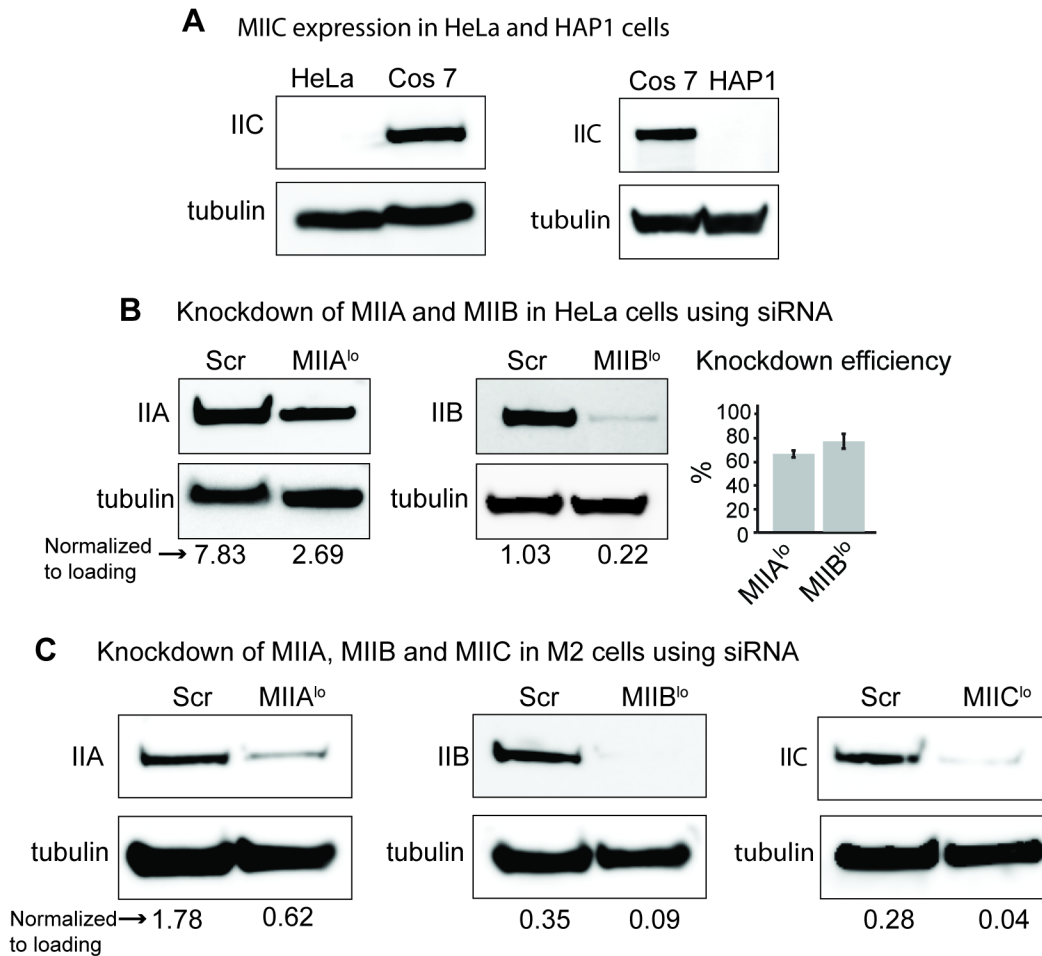 A MIIC expression in HeLa and HAP1 cells
HeLa Cos 7
IIC
tubulin
Cos 7 HAP1
IIC
tubulin
B Knockdown of MIIA and MIIB in HeLa cells using siRNA
Scr MIIAlo
IIA
tubulin
Normalized
to loading
7.83 2.69
Scr MIIBlo
IIB
tubulin
1.03 0.22
Knockdown efficiency
%
100
80
60
40
20
0
MIIAlo
MIIBlo
C Knockdown of MIIA, MIIB and MIIC in M2 cells using siRNA
Scr MIIAlo
IIA
tubulin
Normalized
to loading
1.78 0.62
Scr MIIBlo
IIB
tubulin
0.35 0.09
Scr MIIClo
IIC
tubulin
0.28 0.04